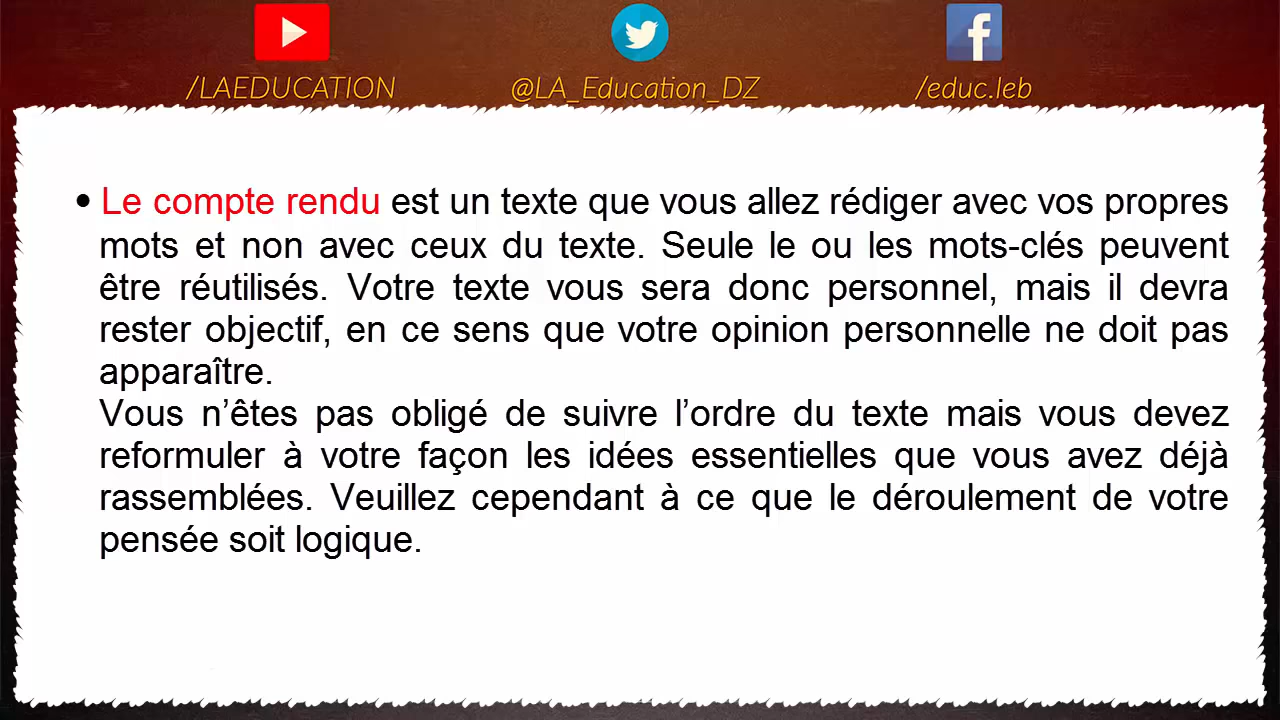 /LAEDUCATION
@LA_Education_DZ
/educ.leb
• Le compte rendu est un texte que vous allez rédiger avec vos propres
mots et non avec ceux du texte. Seule le ou les mots-clés peuvent
être réutilisés. Votre texte vous sera donc personnel, mais il devra
rester objectif, en ce sens que votre opinion personnelle ne doit pas
apparaître.
Vous n’êtes pas obligé de suivre l’ordre du texte mais vous devez
reformuler à votre façon les idées essentielles que vous avez déjà
rassemblées. Veuillez cependant à ce que le déroulement de votre
pensée soit logique.